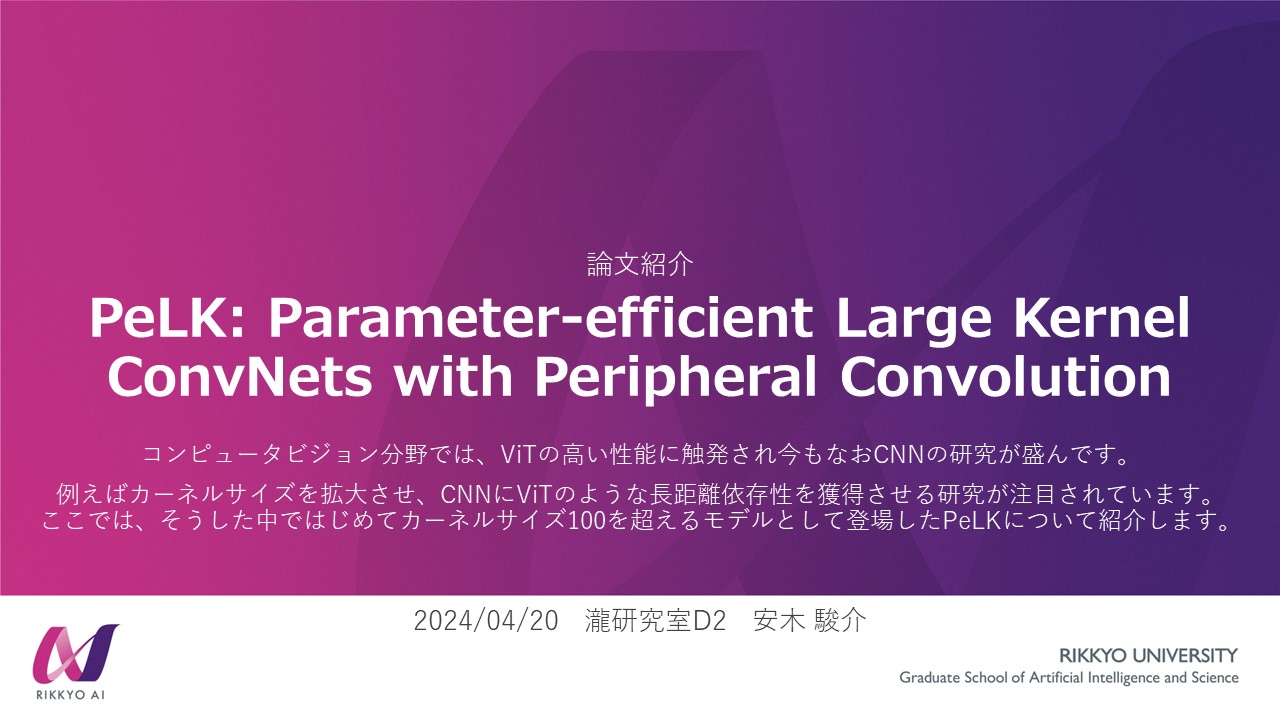 論文紹介
PeLK: Parameter-efficient Large Kernel
ConvNets with Peripheral Convolution
コンピュータビジョン分野では、ViTの高い性能に触発され今もなおCNNの研究が盛んです。
例えばカーネルサイズを拡大させ、CNNにViTのような長距離依存性を獲得させる研究が注目されています。
ここでは、そうした中ではじめてカーネルサイズ100を超えるモデルとして登場したPeLKについて紹介します。
2024/04/20　瀧研究室D2　安木 駿介
RIKKYO AI
RIKKYO UNIVERSITY
Graduate School of Artificial Intelligence and Science